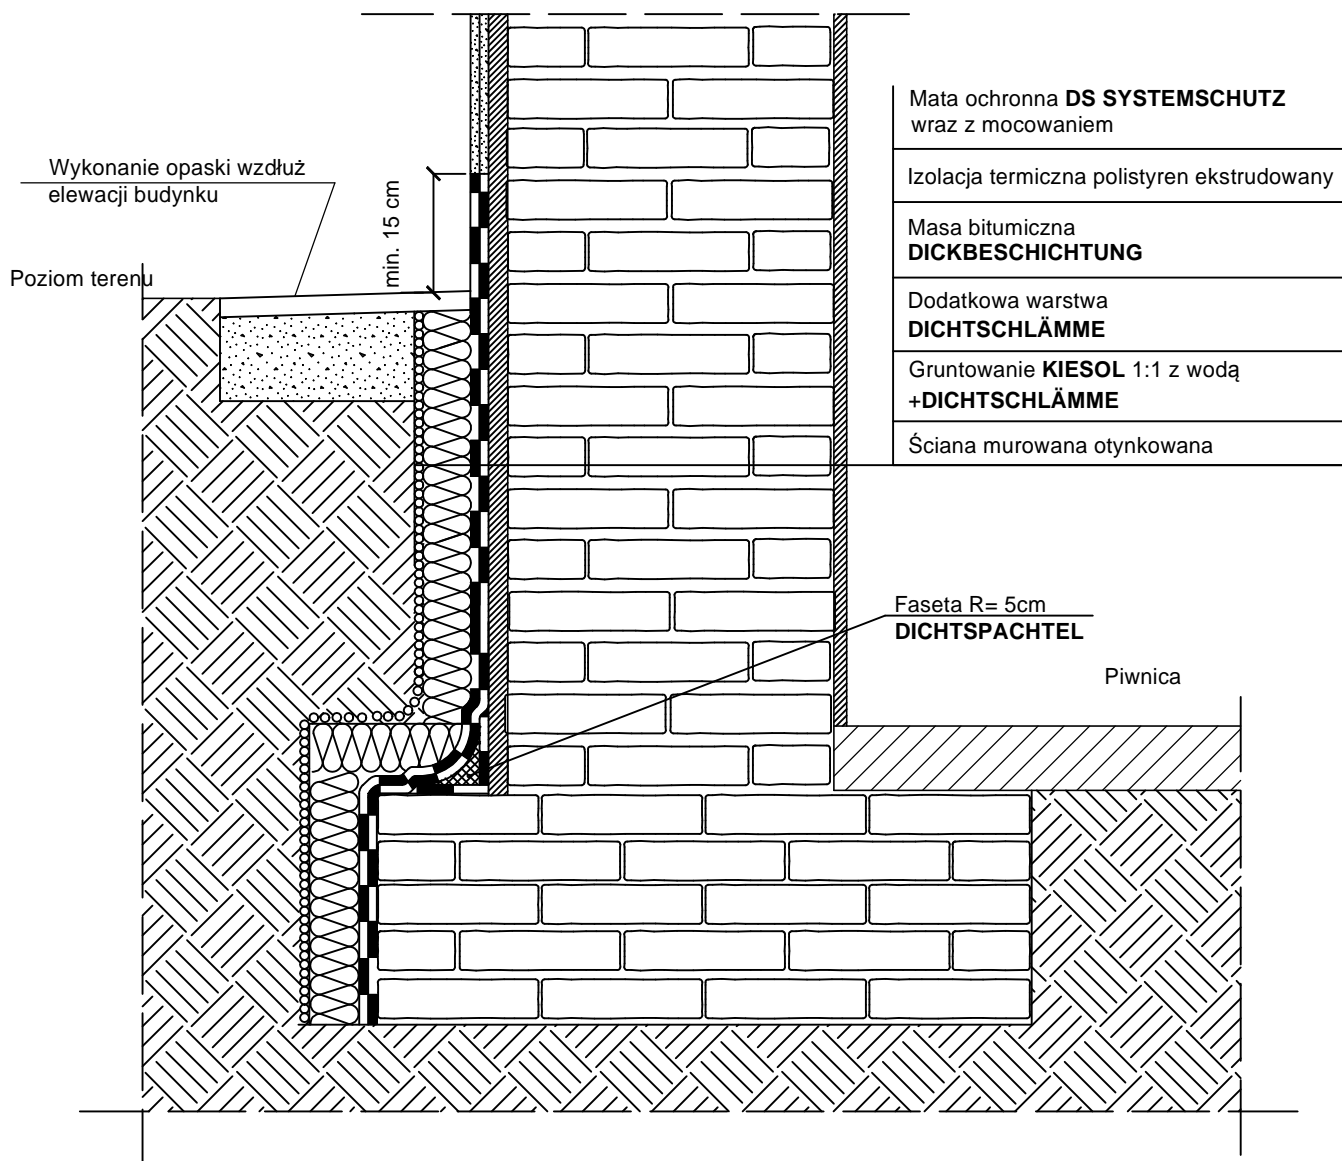 Mata ochronna DS SYSTEMSCHUTZ
wraz z mocowaniem
Izolacja termiczna polistyren ekstrudowany
Masa bitumiczna
DICKBESCHICHTUNG
Dodatkowa warstwa
DICHTSCHLÄMME
Gruntowanie KIESOL 1:1 z wodą
+DICHTSCHLÄMME
Ściana murowana otynkowana
Wykonanie opaski wzdłuż
elewacji budynku
min. 15 cm
Poziom terenu
Faseta R= 5cm
DICHTSPACHTEL
Piwnica